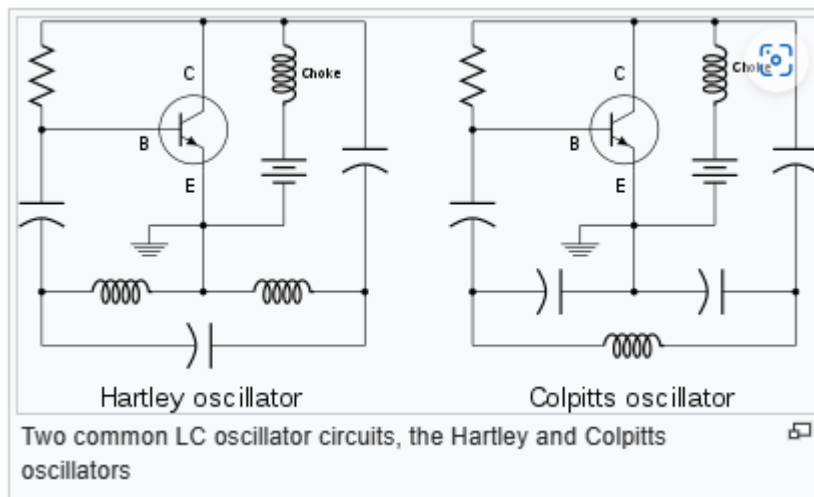 C
Choke
B
E
C
Choke
B
E
Hartley oscillator
Colpitts oscillator
Two common LC oscillator circuits, the Hartley and Colpitts
oscillators